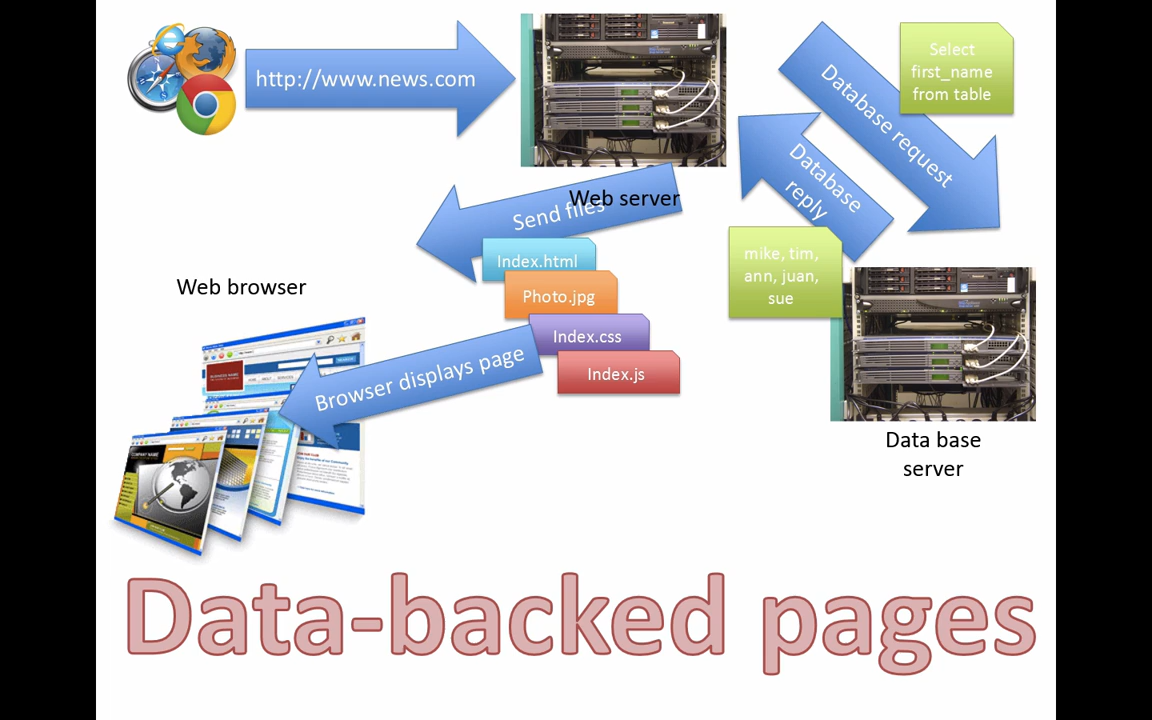 http://www.news.com
Select
first_name
from table
Database request
Database
reply
Web server
Send files
mike, tim,
ann, juan,
sue
Index.html
Photo.jpg
Index.css
Index.js
Web browser
Browser displays page
Data base
server
Data-backed pages